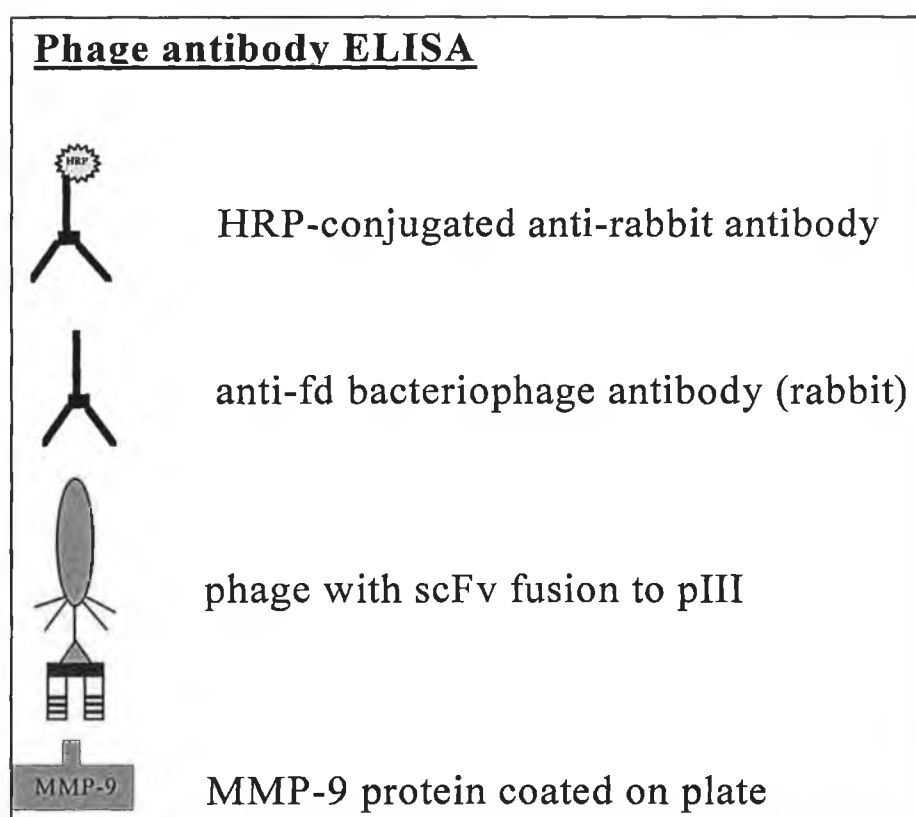 Phage antibody ELISA
HRP
HRP-conjugated anti-rabbit antibody
anti-fd bacteriophage antibody (rabbit)
phage with scFv fusion to pIII
MMP-9
MMP-9 protein coated on plate